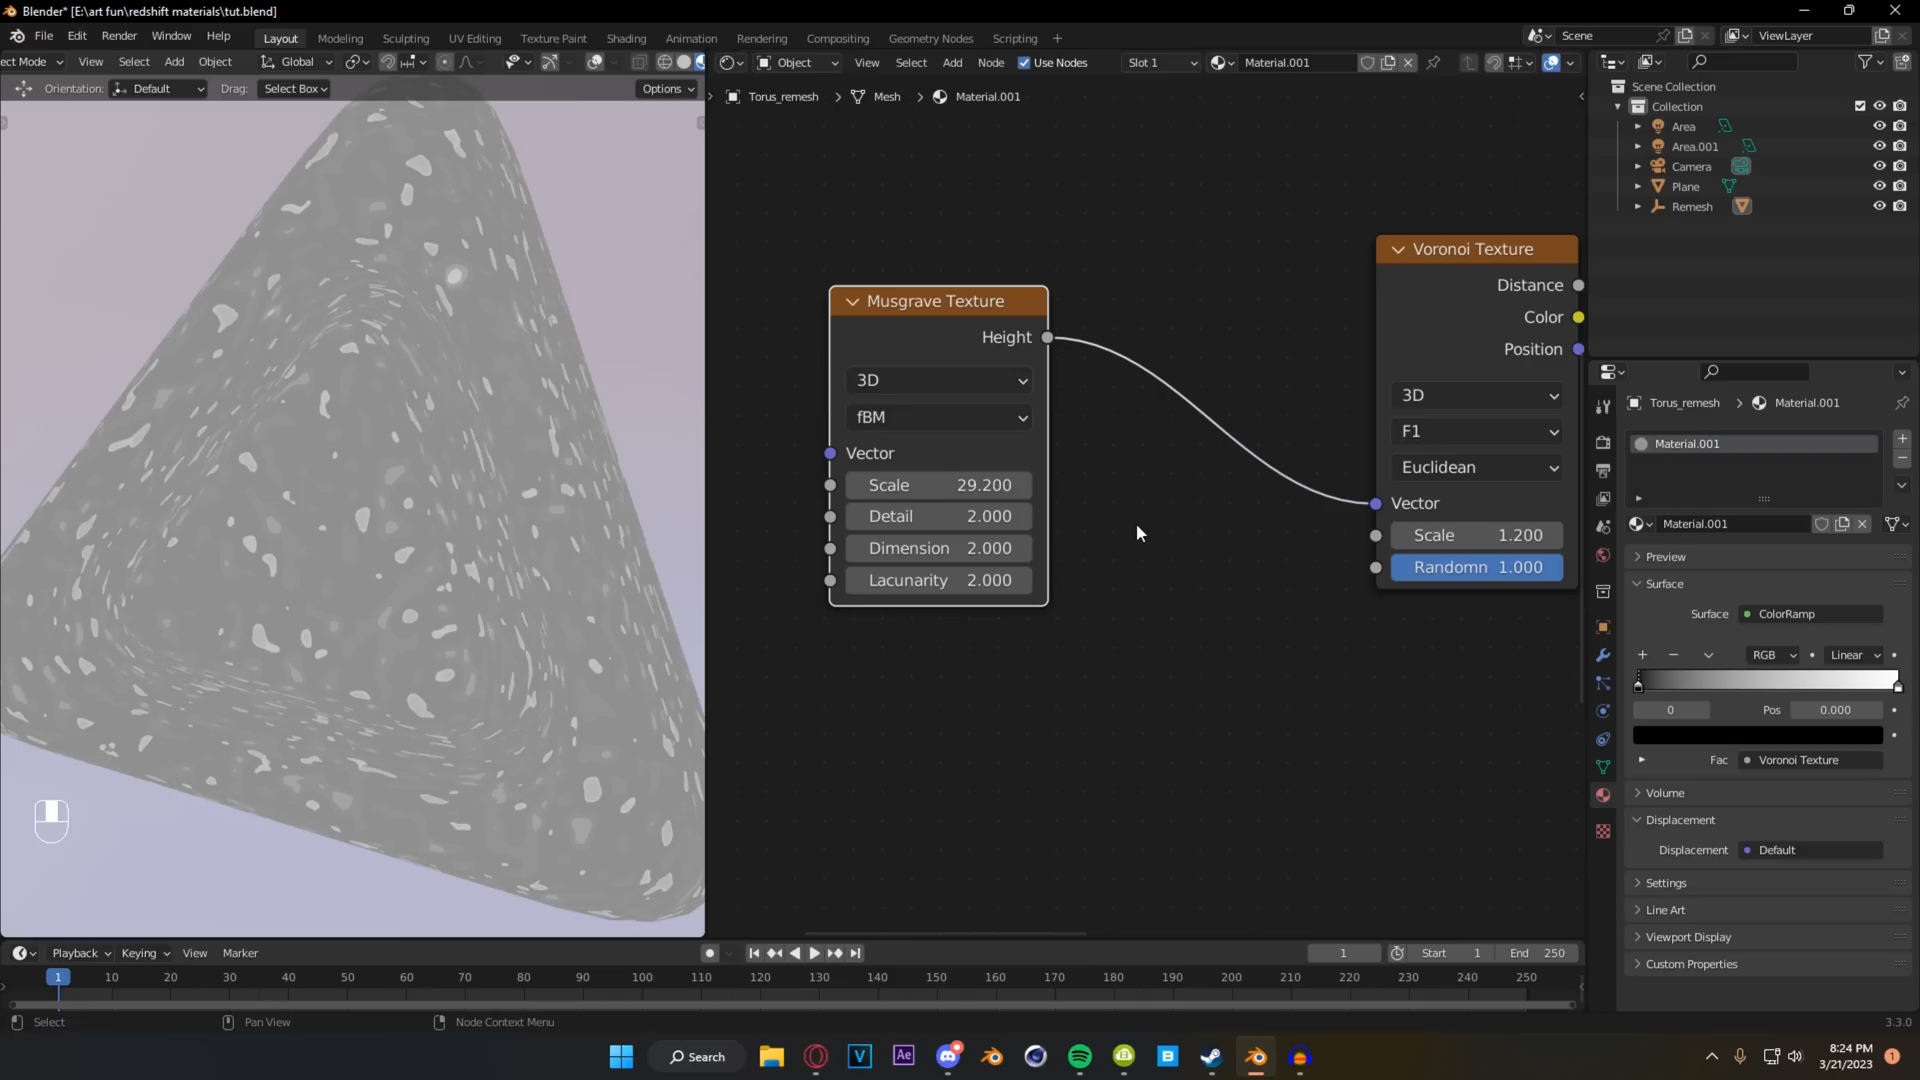 Blender* [E:\art fun\redshift materials\tut.blend]
File Edit Render Window Help Layout Modeling Sculpting UV Editing Texture Paint Shading Animation Rendering Compositing Geometry Nodes Scripting + Scene ViewLayer
ect Mode View Select Add Object Global Object View Select Add Node Use Nodes Slot 1 Material.001
Orientation: Default Drag: Select Box Options
Torus_remesh > Mesh > Material.001
Scene Collection
Collection
Area
Area.001
Camera
Plane
Remesh
Musgrave Texture
Height
3D
fBM
Vector
Scale 29.200
Detail 2.000
Dimension 2.000
Lacunarity 2.000
Voronoi Texture
Distance
Color
Position
3D
F1
Euclidean
Vector
Scale 1.200
Randomn 1.000
Torus_remesh > Material.001
Material.001
Material.001
Preview
Surface
Surface ColorRamp
RGB Linear
0 Pos 0.000
Fac Voronoi Texture
Volume
Displacement
Displacement Default
Settings
Line Art
Viewport Display
Custom Properties
Playback Keying View Marker 1 Start 1 End 250
1 10 20 30 40 50 60 70 80 90 100 110 120 130 140 150 160 170 180 190 200 210 220 230 240 250
Select Pan View Node Context Menu 3.3.0
Search
8:24 PM
3/21/2023
1